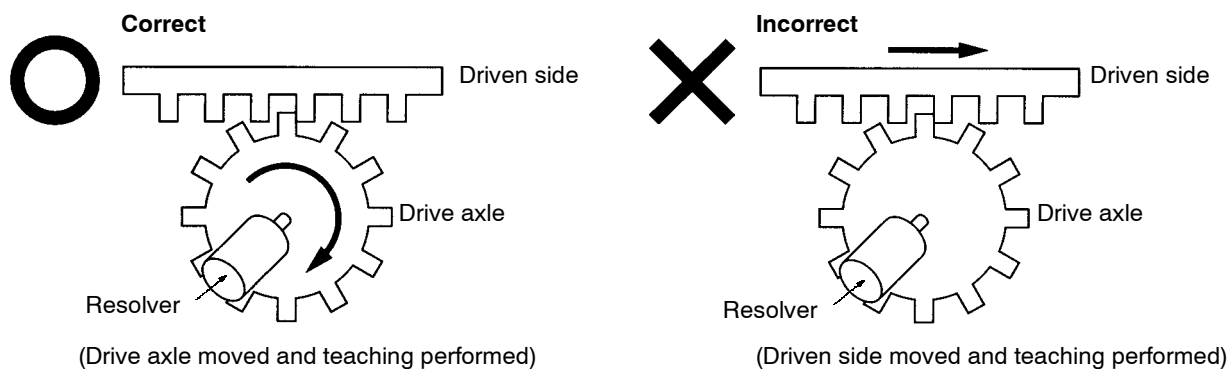 Correct
Driven side
Drive axle
Resolver
(Drive axle moved and teaching performed)
Incorrect
Driven side
Drive axle
Resolver
(Driven side moved and teaching performed)